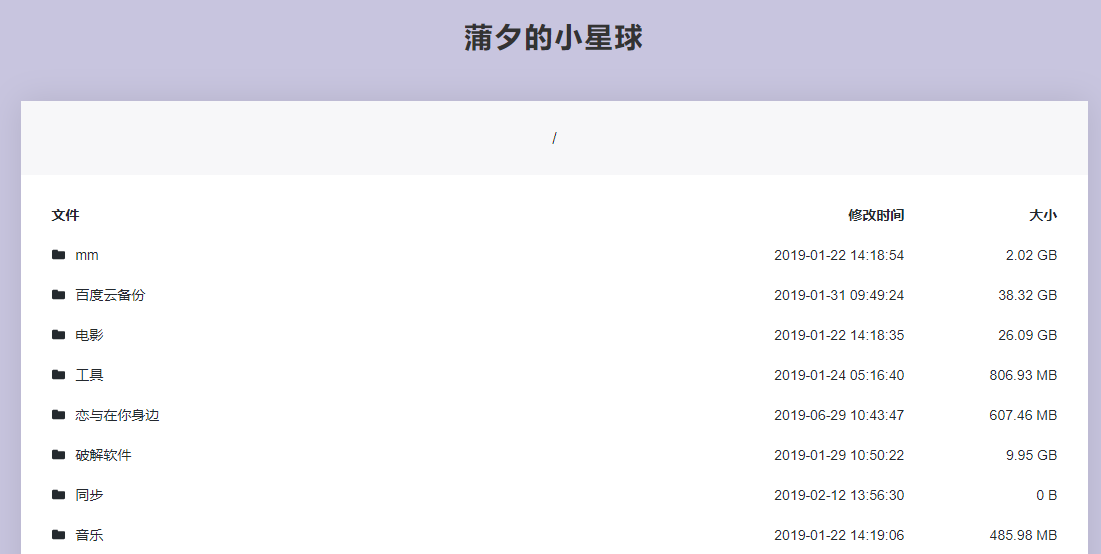 蒲夕的小星球
/
文件 修改时间 大小
mm 2019-01-22 14:18:54 2.02 GB
百度云备份 2019-01-31 09:49:24 38.32 GB
电影 2019-01-22 14:18:35 26.09 GB
工具 2019-01-24 05:16:40 806.93 MB
恋与在你身边 2019-06-29 10:43:47 607.46 MB
破解软件 2019-01-29 10:50:22 9.95 GB
同步 2019-02-12 13:56:30 0 B
音乐 2019-01-22 14:19:06 485.98 MB